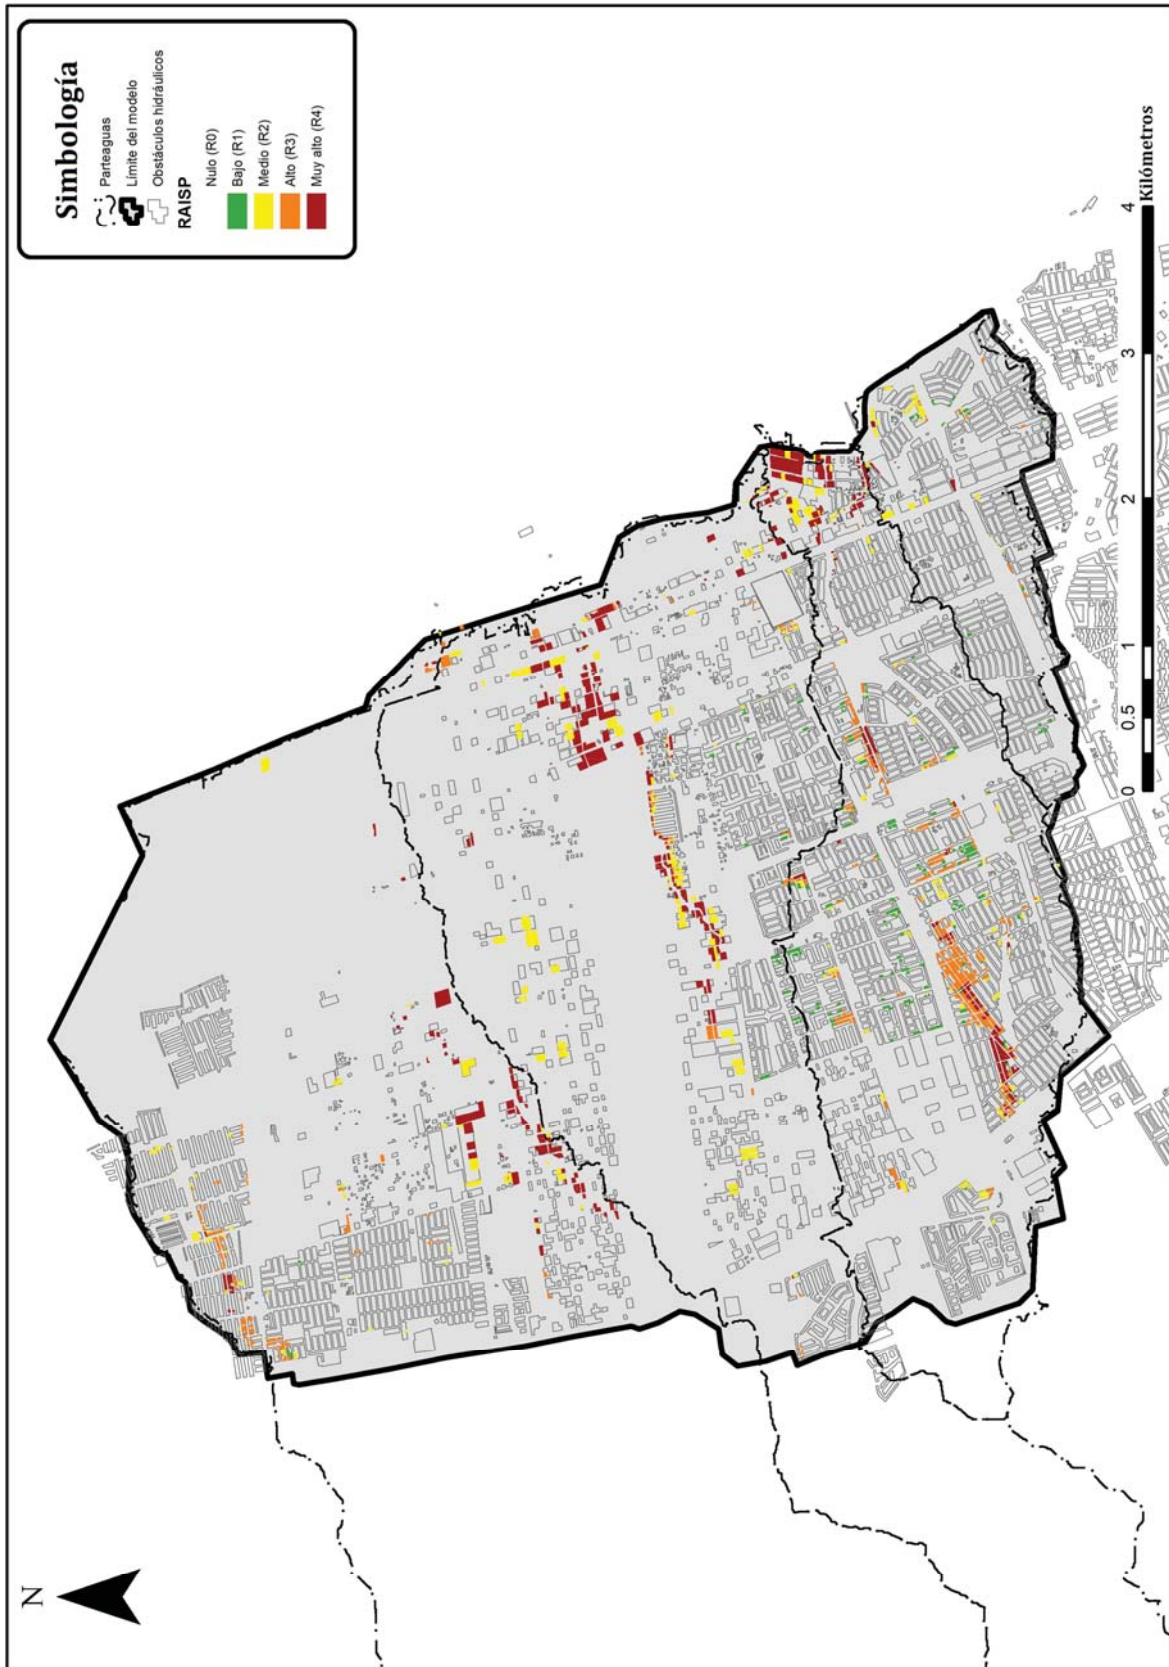 Simbología
Parteaguas
Límite del modelo
Obstáculos hidráulicos
RAISP
Nulo (R0)
Bajo (R1)
Medio (R2)
Alto (R3)
Muy alto (R4)
N
0 0.5 1 2 3 4
Kilómetros